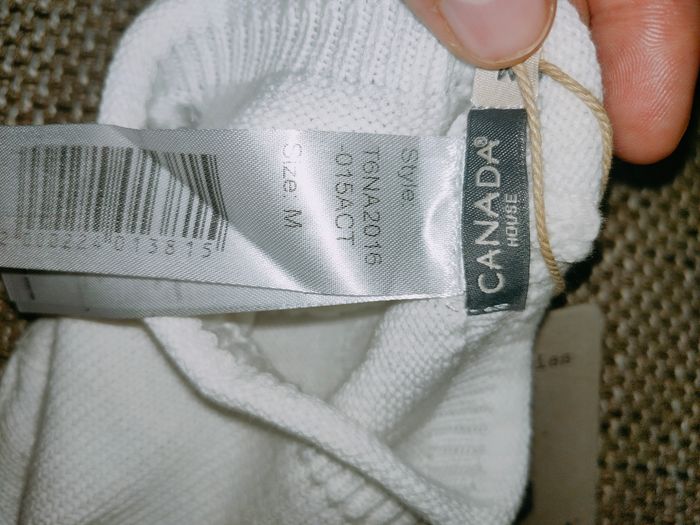 Style
T6NA2016
-015ACT
Size: M
CANADA®
HOUSE
2 000224 013815